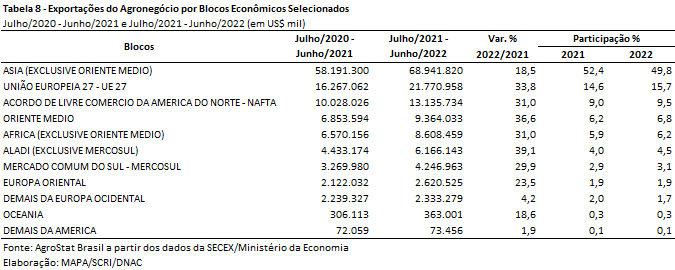 Tabela 8 - Exportações do Agronegócio por Blocos Econômicos Selecionados
Julho/2020 - Junho/2021 e Julho/2021 - Junho/2022 (em US$ mil)
Blocos Julho/2020 - Junho/2021 Julho/2021 - Junho/2022 Var. % 2022/2021 Participação % 2021 2022
ASIA (EXCLUSIVE ORIENTE MEDIO) 58.191.300 68.941.820 18,5 52,4 49,8
UNIÃO EUROPEIA 27 - UE 27 16.267.062 21.770.958 33,8 14,6 15,7
ACORDO DE LIVRE COMERCIO DA AMERICA DO NORTE - NAFTA 10.028.026 13.135.734 31,0 9,0 9,5
ORIENTE MEDIO 6.853.594 9.364.033 36,6 6,2 6,8
AFRICA (EXCLUSIVE ORIENTE MEDIO) 6.570.156 8.608.459 31,0 5,9 6,2
ALADI (EXCLUSIVE MERCOSUL) 4.433.174 6.166.143 39,1 4,0 4,5
MERCADO COMUM DO SUL - MERCOSUL 3.269.980 4.246.963 29,9 2,9 3,1
EUROPA ORIENTAL 2.122.032 2.620.525 23,5 1,9 1,9
DEMAIS DA EUROPA OCIDENTAL 2.239.327 2.333.279 4,2 2,0 1,7
OCEANIA 306.113 363.001 18,6 0,3 0,3
DEMAIS DA AMERICA 72.059 73.456 1,9 0,1 0,1
Fonte: AgroStat Brasil a partir dos dados da SECEX/Ministério da Economia
Elaboração: MAPA/SCRI/DNAC